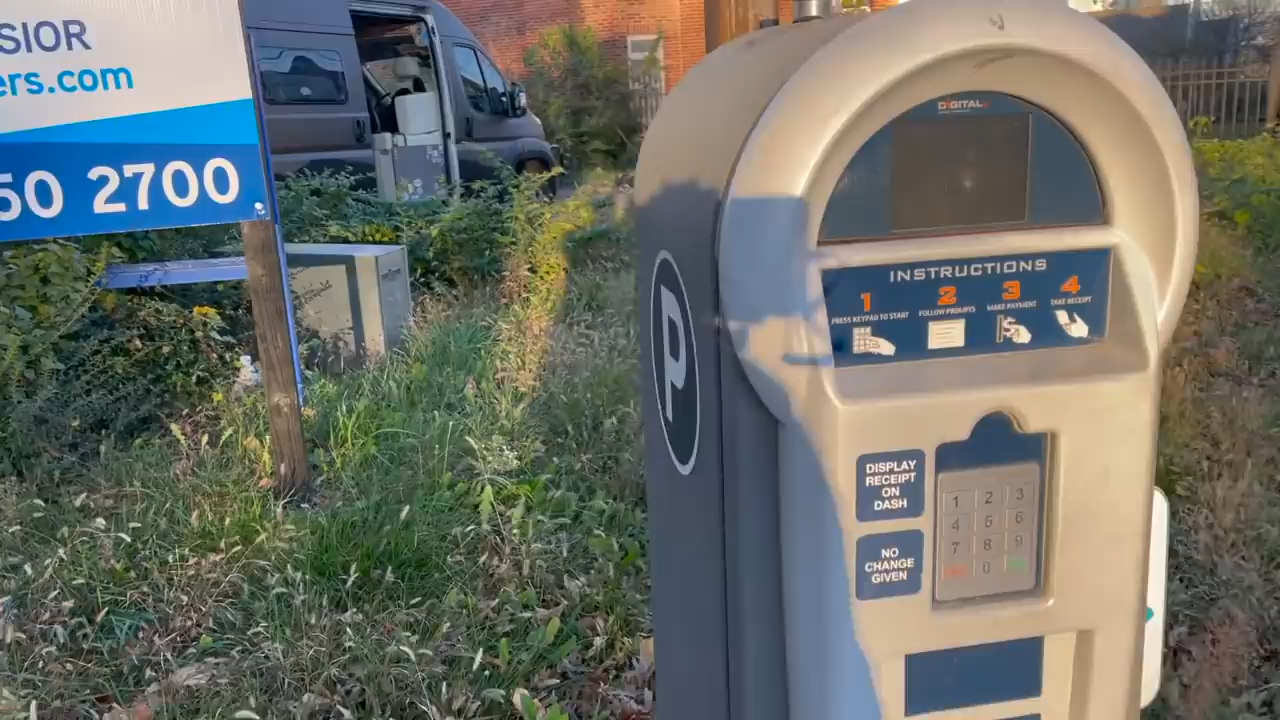 SIOR
ers.com
50 2700
P
DIGITAL
INSTRUCTIONS
1 2 3 4
PRESS KEYPAD TO START FOLLOW PROMPTS MAKE PAYMENT TAKE RECEIPT
DISPLAY
RECEIPT
ON
DASH
NO
CHANGE
GIVEN
1 2 3
4 5 6
7 8 9
0